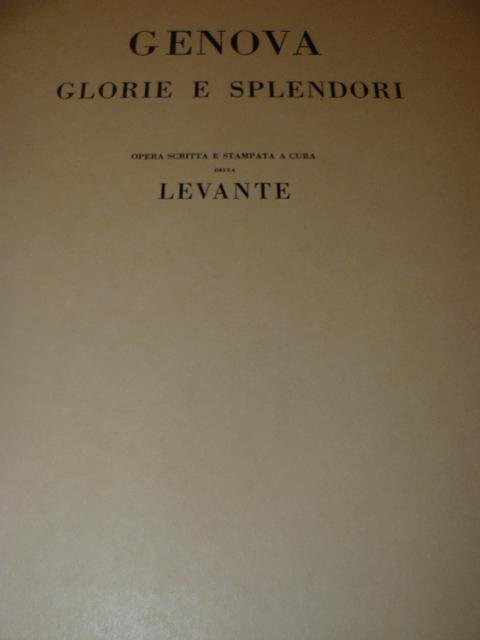 GENOVA
GLORIE E SPLENDORI
OPERA SCRITTA E STAMPATA A CURA
DELLA
LEVANTE